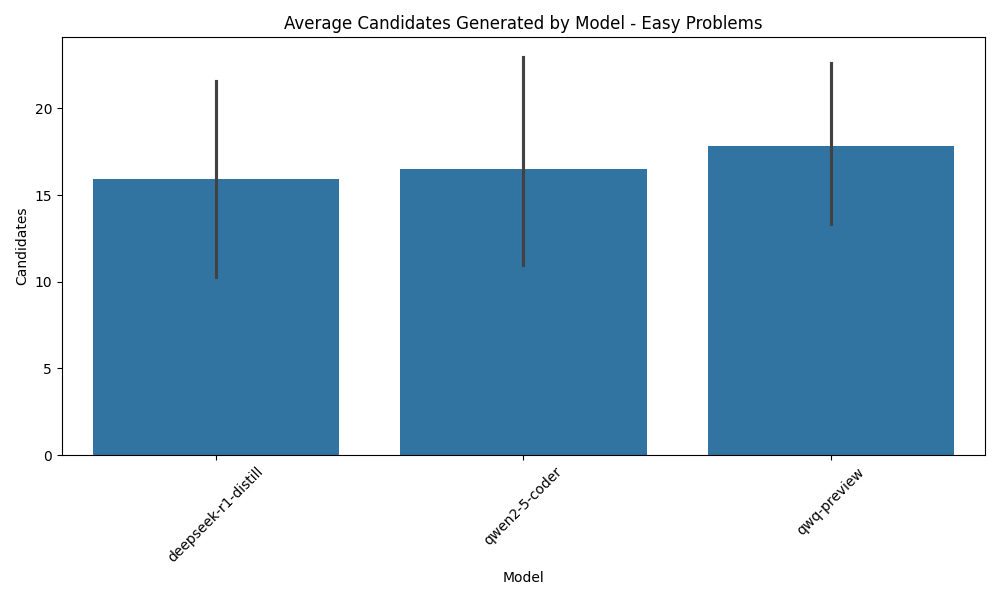 Average Candidates Generated by Model - Easy Problems
Candidates
20
15
10
5
0
deepseek-r1-distill
qwen2-5-coder
qwq-preview
Model